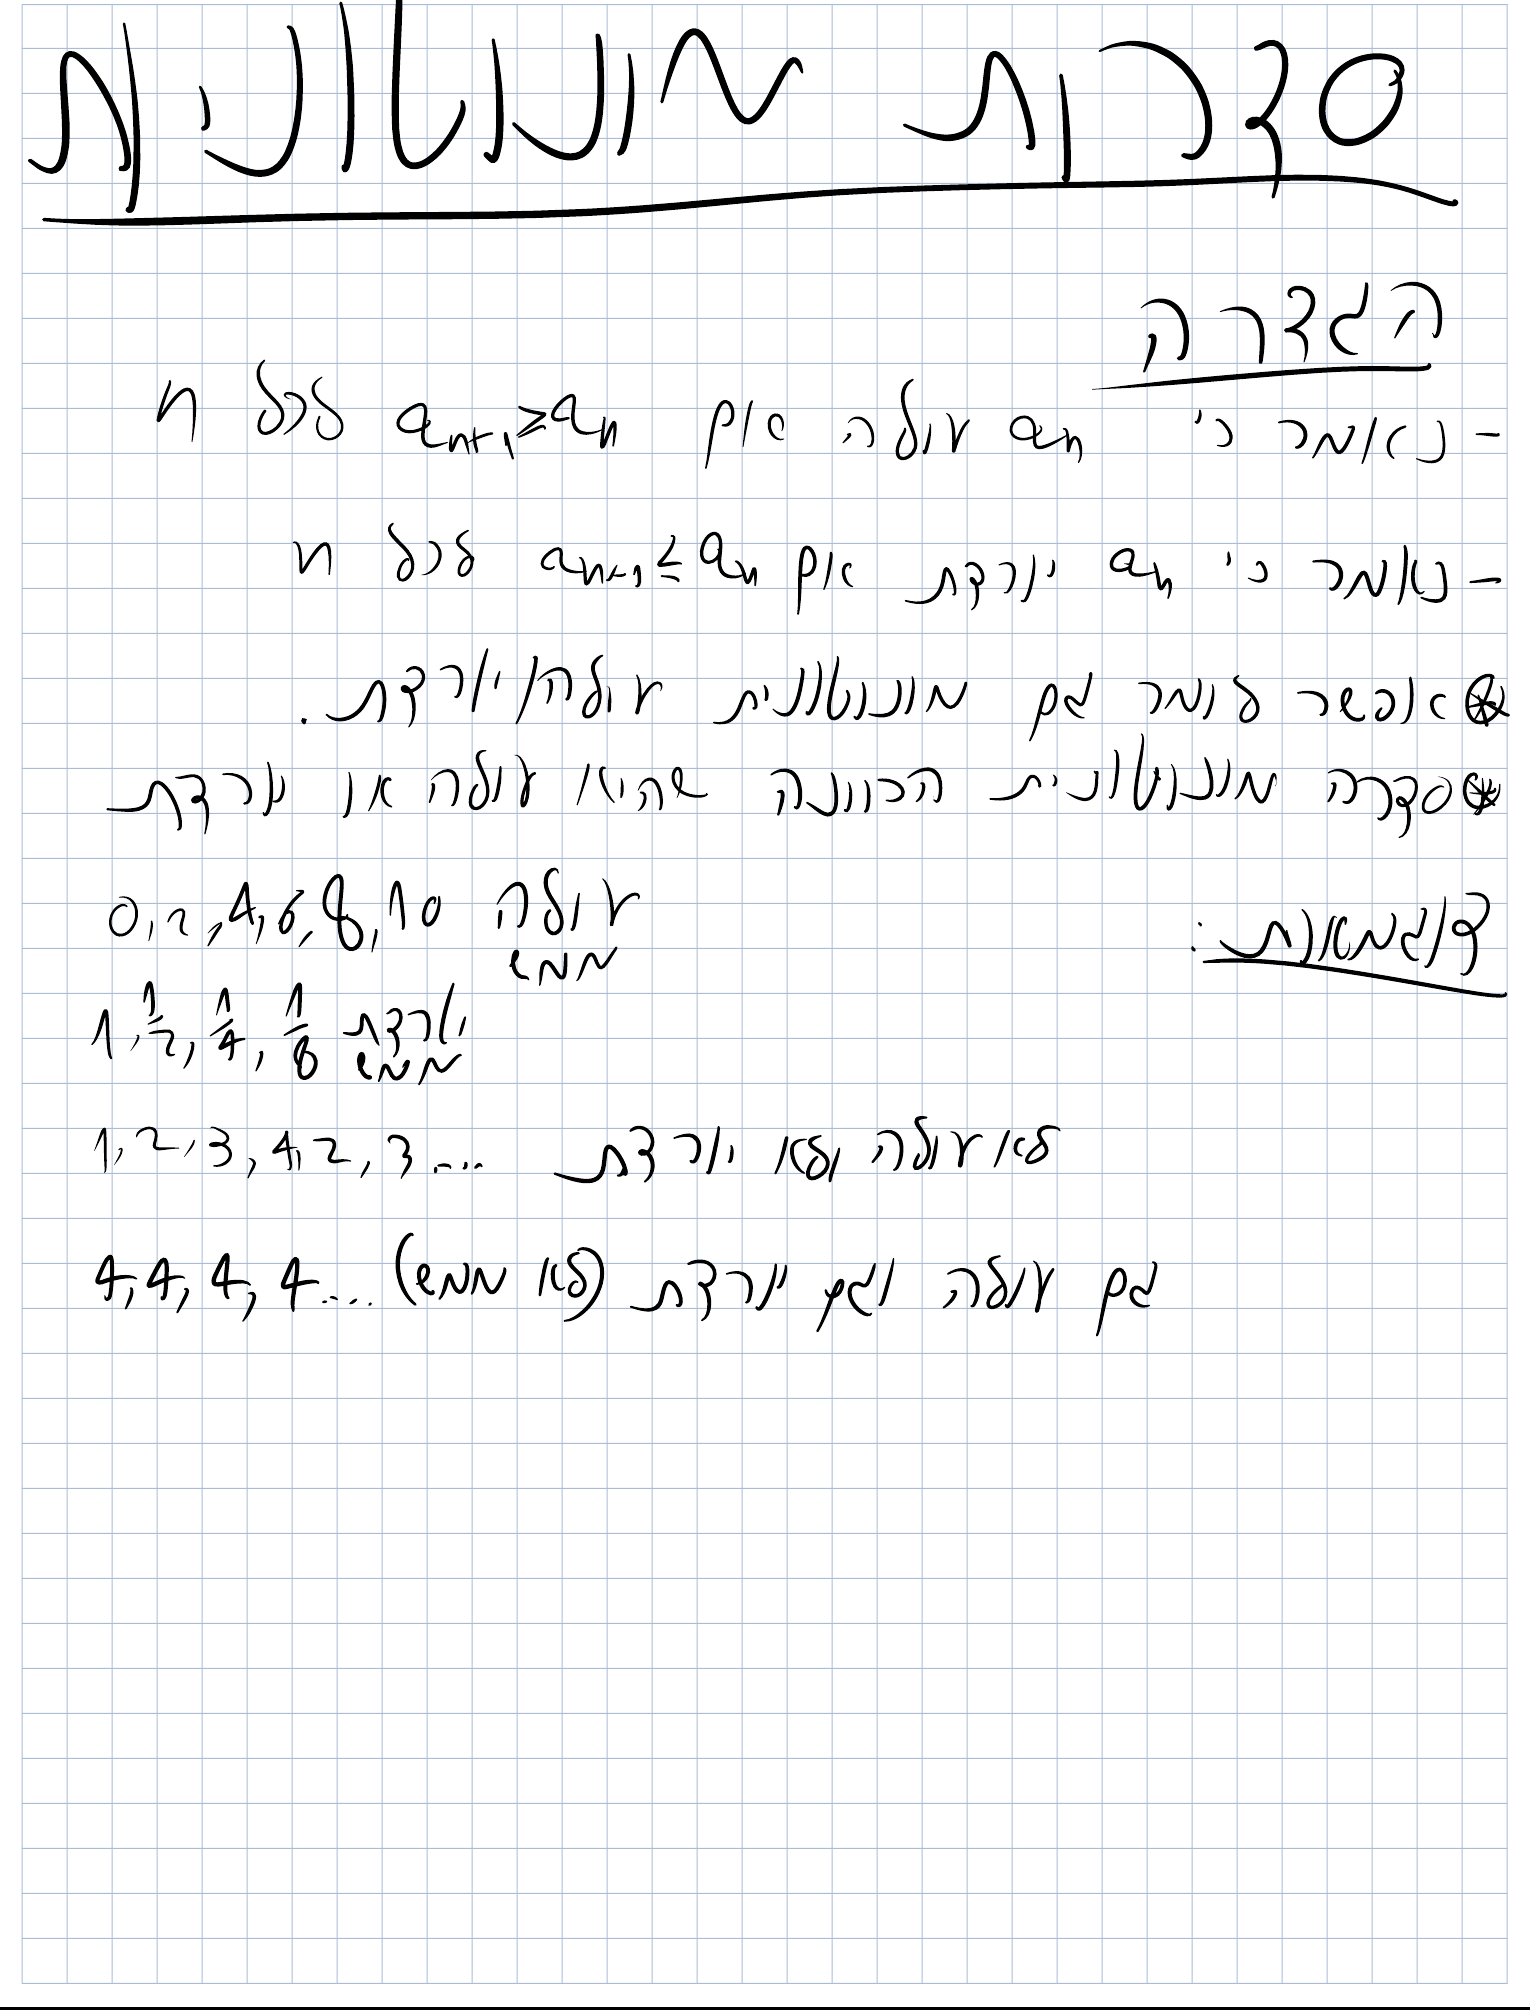 סדרות מונוטונית
הגדרה
- נאמר כי aₙ עולה אם aₙ₊₁≥aₙ לכל n
- נאמר כי aₙ יורדת אם aₙ₊₁≤aₙ לכל n
⊛ אפשר לומר גם מונוטונית עולה/יורדת.
⊛ סדרה מונוטונית הכוונה שהיא עולה או יורדת
דוגמאות:
0,2,4,6,8,10 עולה
ממש
1, 1/2, 1/4, 1/8 יורדת
ממש
1,2,3,4,2,3.... לא עולה ולא יורדת
4,4,4,4.... גם עולה וגם יורדת (לא ממש)